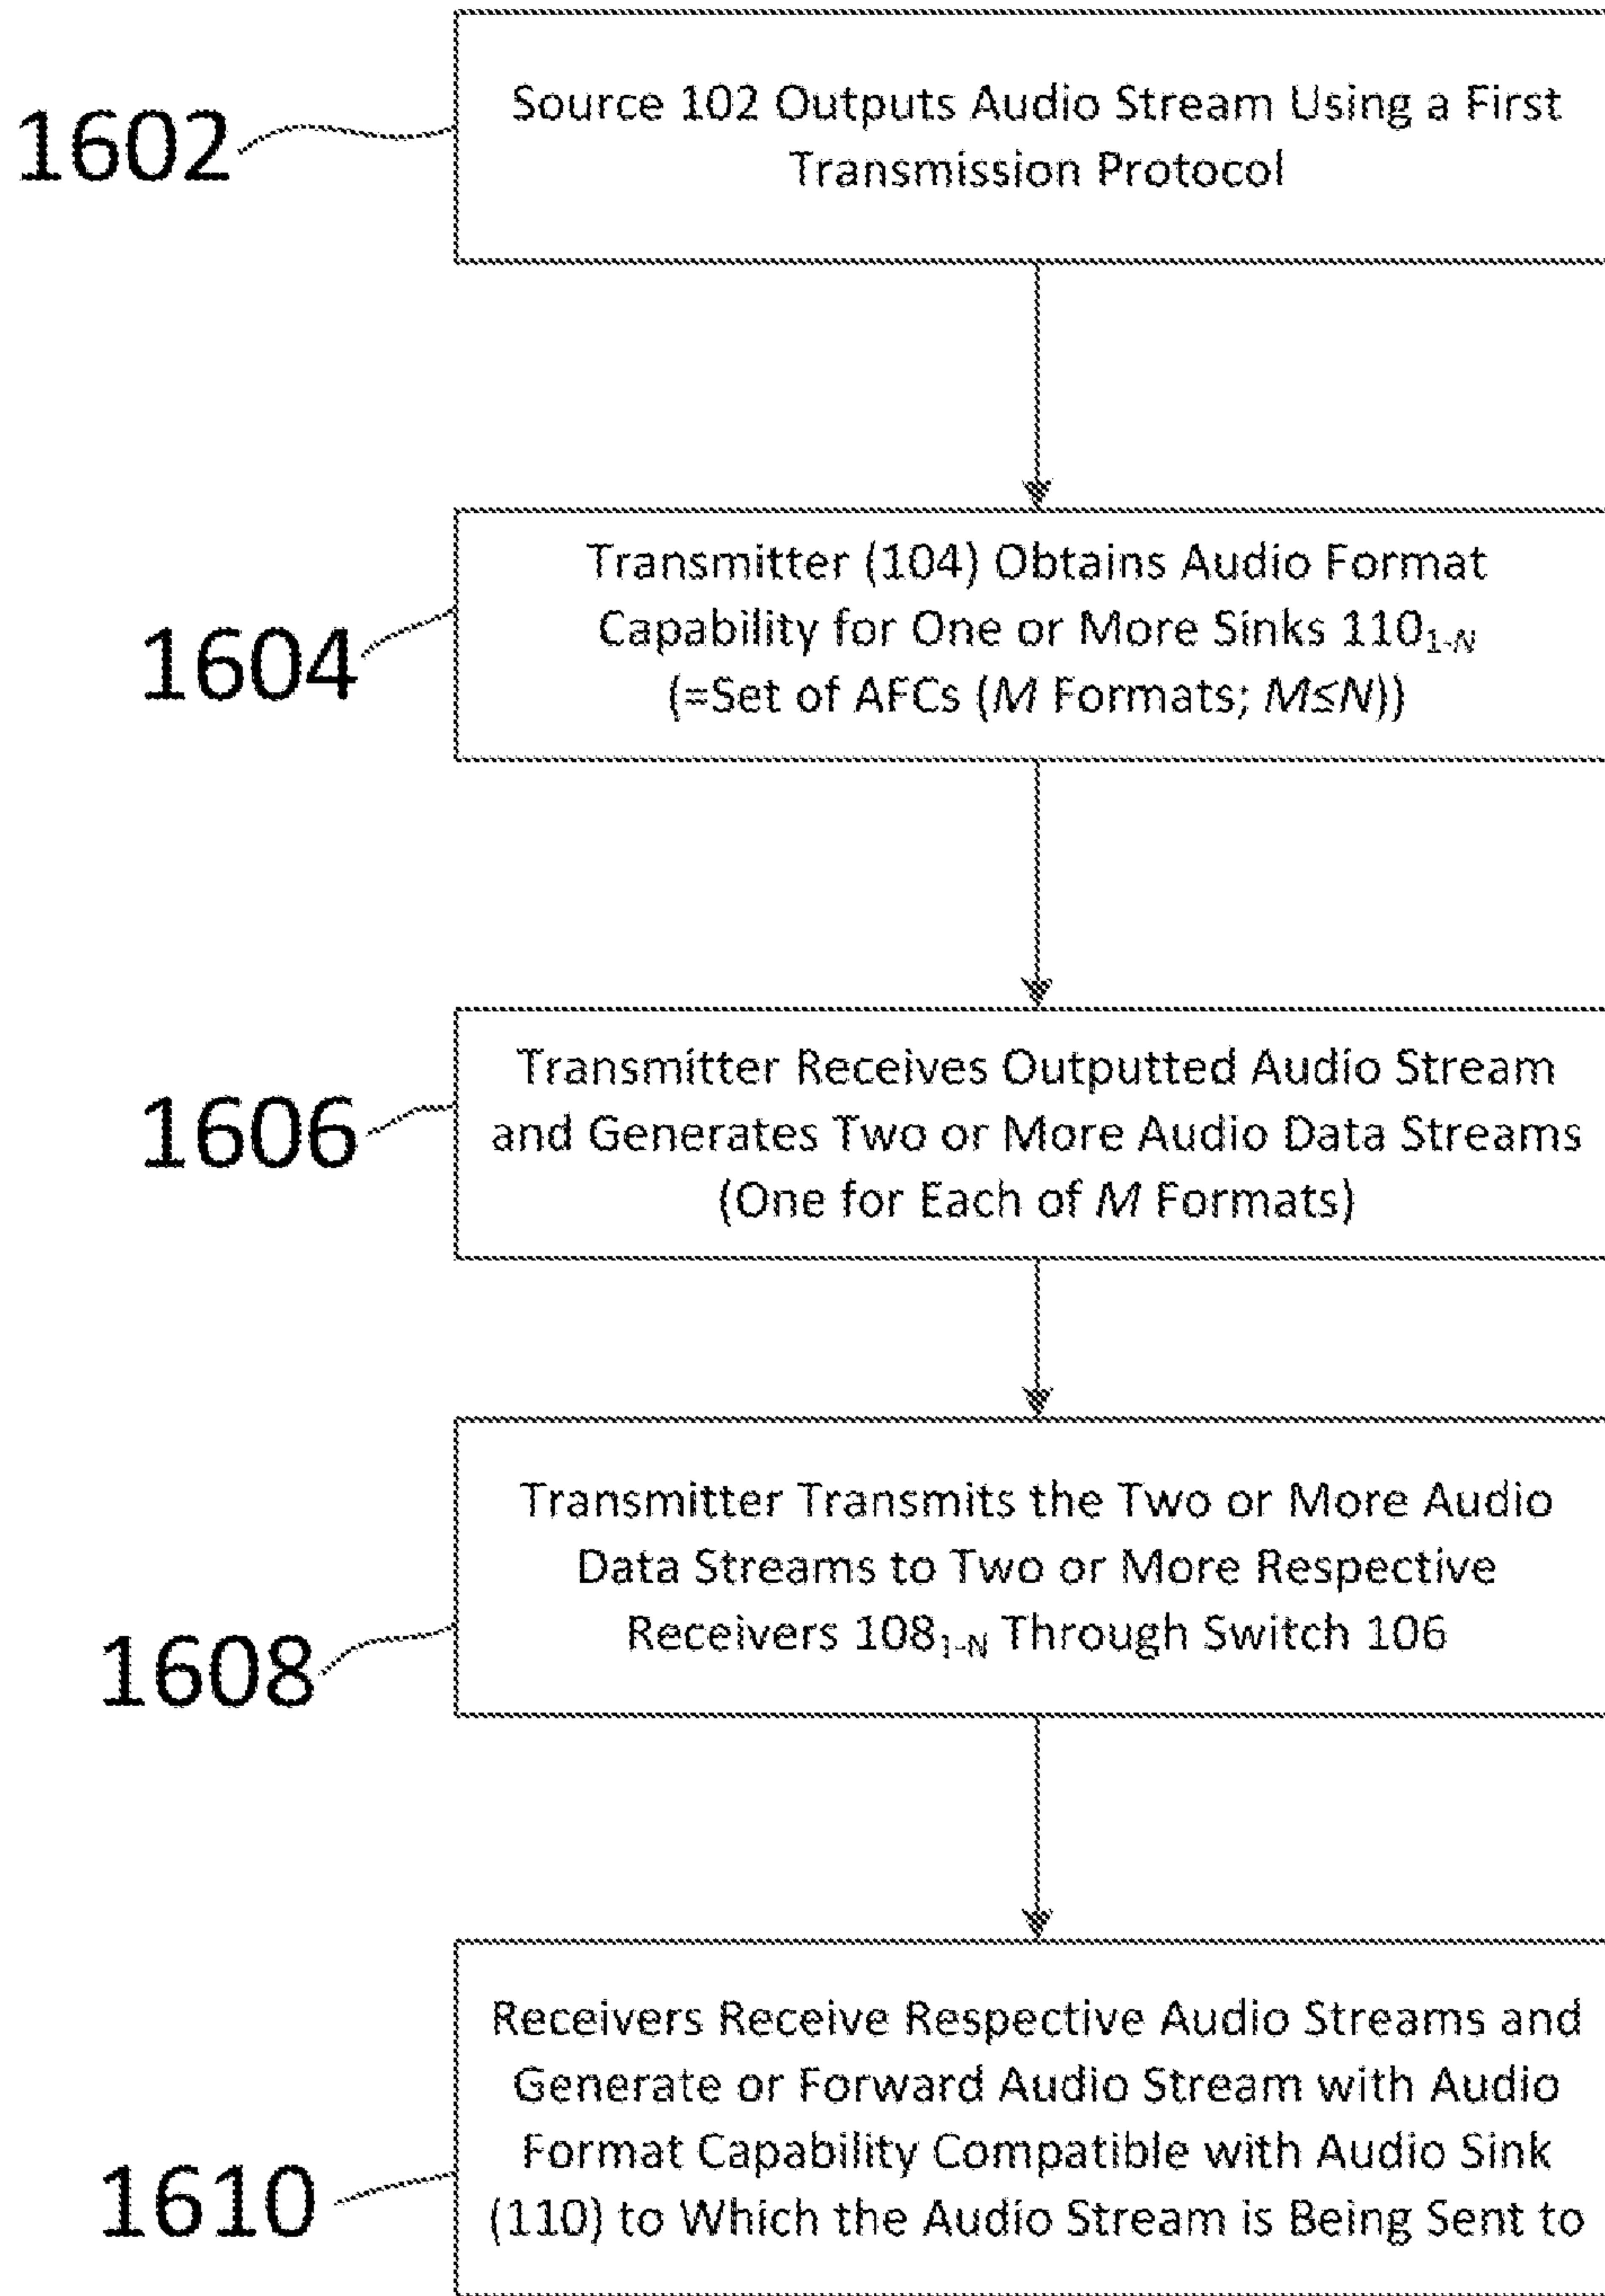 1602
Source 102 Outputs Audio Stream Using a First
Transmission Protocol
1604
Transmitter (104) Obtains Audio Format
Capability for One or More Sinks 110₁₋N
(=Set of AFCs (M Formats; M≤N))
1606
Transmitter Receives Outputted Audio Stream
and Generates Two or More Audio Data Streams
(One for Each of M Formats)
1608
Transmitter Transmits the Two or More Audio
Data Streams to Two or More Respective
Receivers 108₁₋N Through Switch 106
1610
Receivers Receive Respective Audio Streams and
Generate or Forward Audio Stream with Audio
Format Capability Compatible with Audio Sink
(110) to Which the Audio Stream is Being Sent to